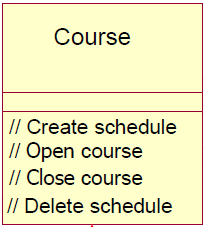 Course
// Create schedule
// Open course
// Close course
// Delete schedule